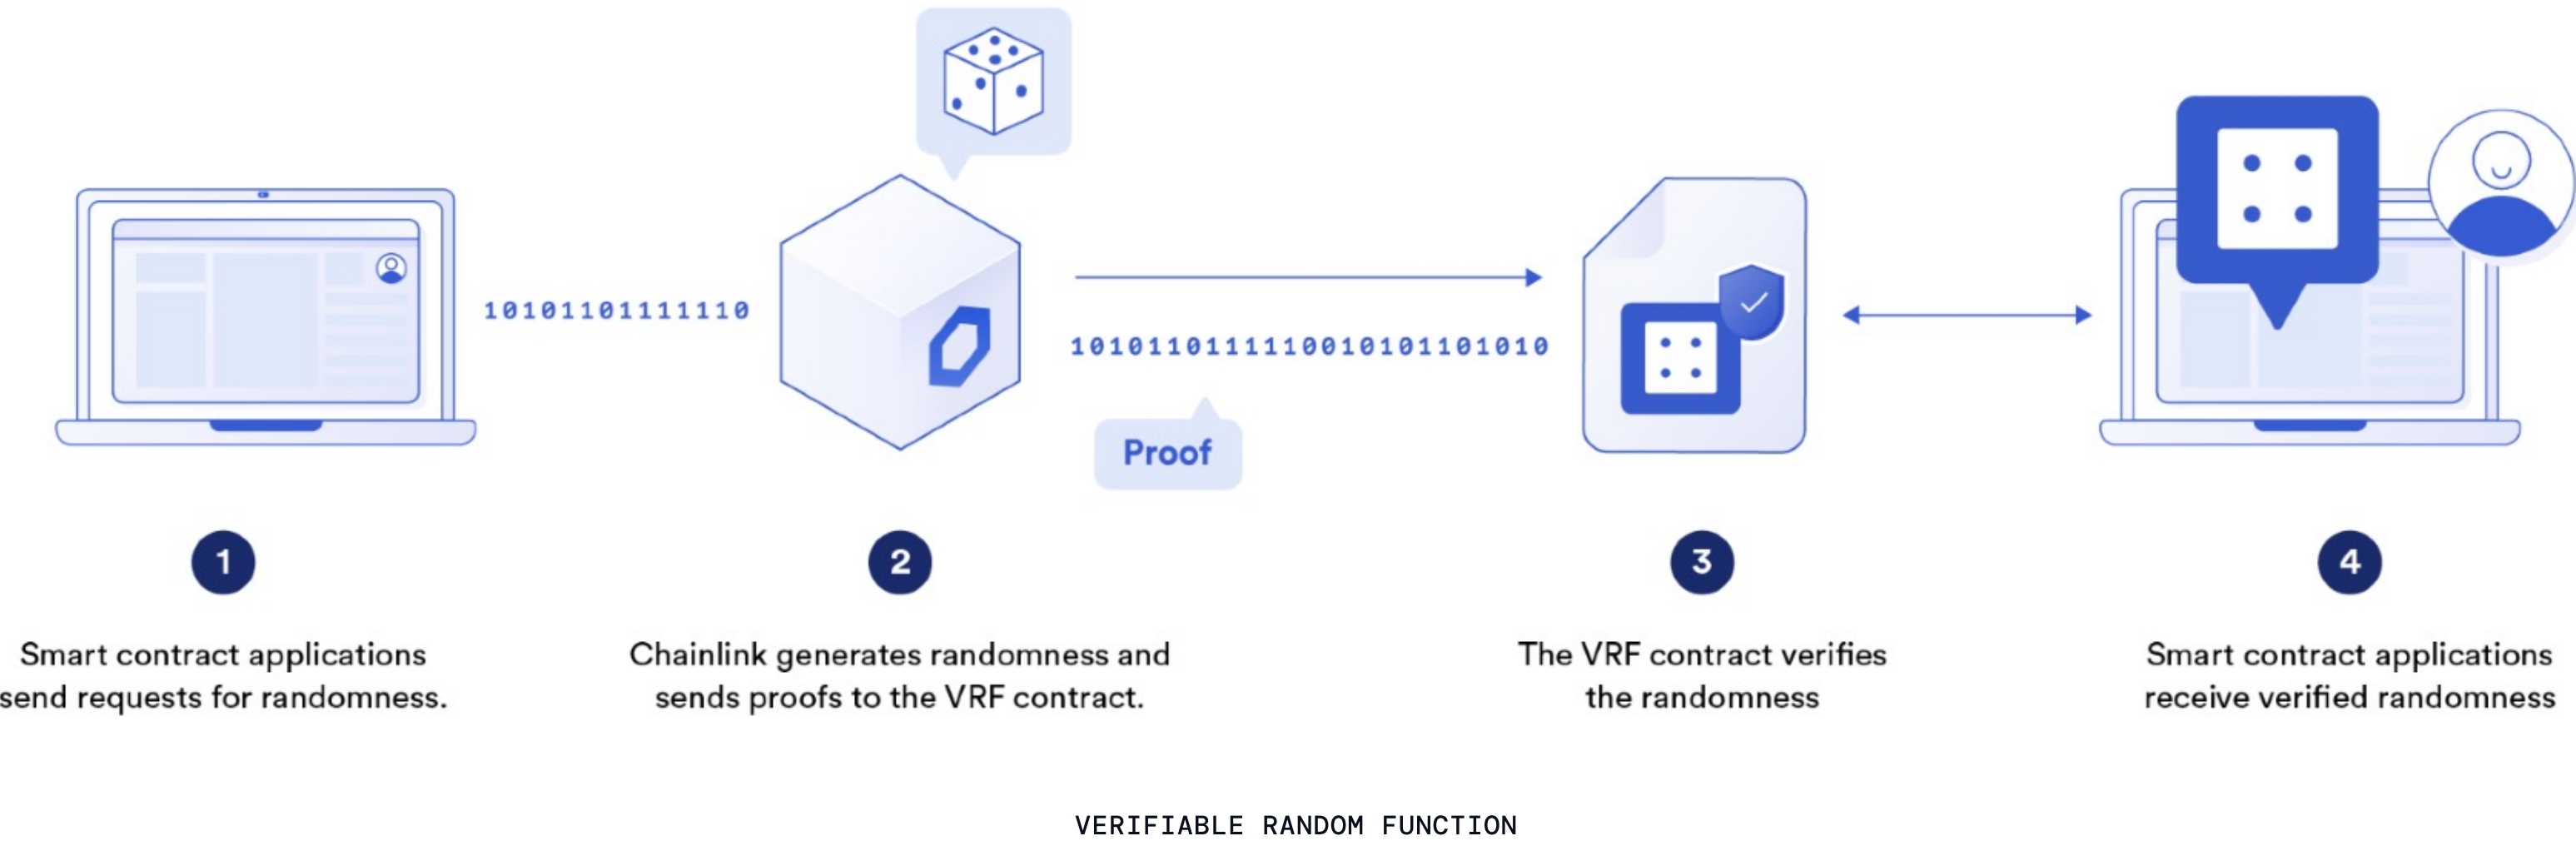 10101101111110
10101101111110010101101010
Proof
1
2
3
4
Smart contract applications
send requests for randomness.
Chainlink generates randomness and
sends proofs to the VRF contract.
The VRF contract verifies
the randomness
Smart contract applications
receive verified randomness
VERIFIABLE RANDOM FUNCTION